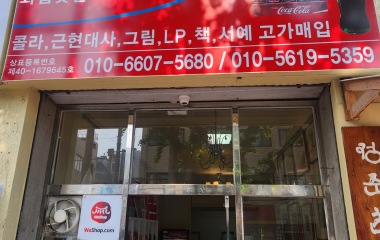 Coca-Cola
콜라,근현대사,그림,LP,책,서예 고가매입
상표등록번호
제40-1679645호
010-6607-5680 / 010-5619-5359
WeShop.com